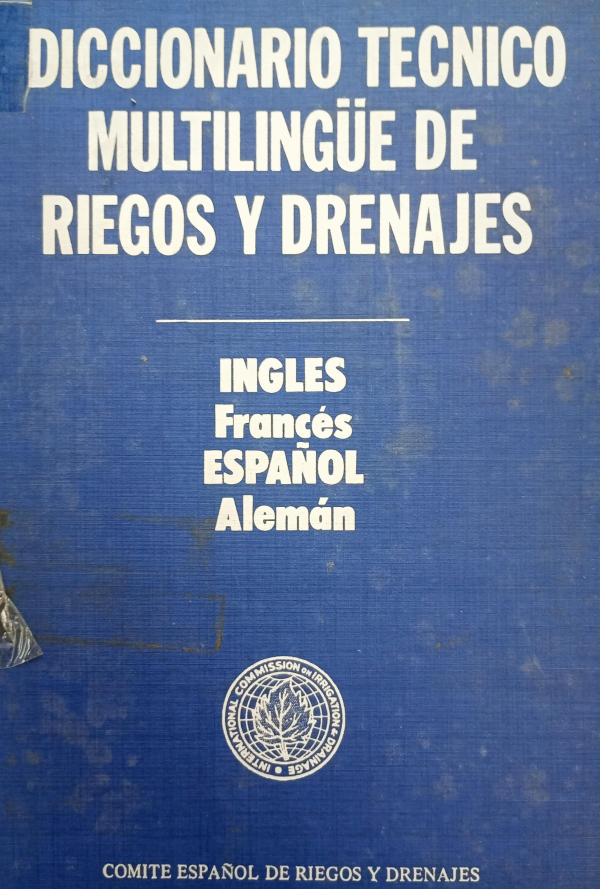 DICCIONARIO TECNICO
MULTILINGÜE DE
RIEGOS Y DRENAJES
INGLES
Francés
ESPAÑOL
Alemán
INTERNATIONAL COMMISSION on IRRIGATION & DRAINAGE
COMITE ESPAÑOL DE RIEGOS Y DRENAJES